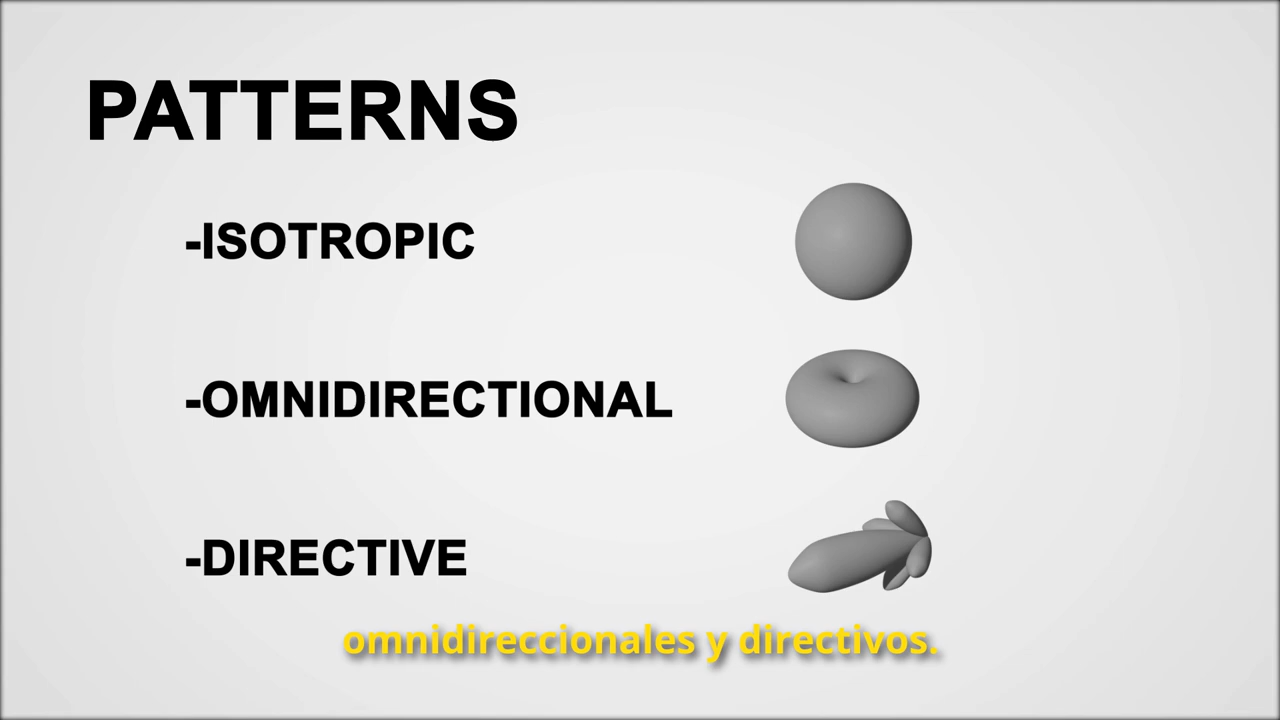 PATTERNS
-ISOTROPIC
-OMNIDIRECTIONAL
-DIRECTIVE
omnidireccionales y directivos.